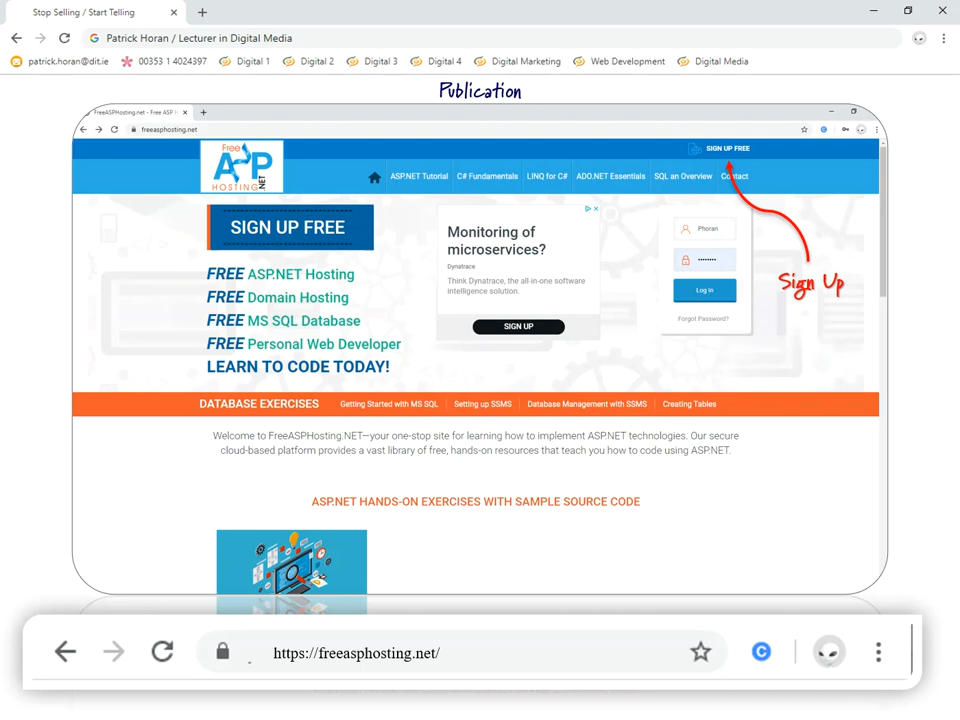 Stop Selling / Start Telling
Patrick Horan / Lecturer in Digital Media
patrick.horan@dit.ie 00353 1 4024397 Digital 1 Digital 2 Digital 3 Digital 4 Digital Marketing Web Development Digital Media
Publication
FreeASPHosting.net - Free ASP
freeasphosting.net
SIGN UP FREE
Free
ASP
HOSTING.NET
ASP.NET Tutorial C# Fundamentals LINQ for C# ADO.NET Essentials SQL an Overview Contact
SIGN UP FREE
FREE ASP.NET Hosting
FREE Domain Hosting
FREE MS SQL Database
FREE Personal Web Developer
LEARN TO CODE TODAY!
Monitoring of
microservices?
Dynatrace
Think Dynatrace, the all-in-one software
intelligence solution.
SIGN UP
Phoran
••••••••
Log In
Forgot Password?
Sign Up
DATABASE EXERCISES Getting Started with MS SQL Setting up SSMS Database Management with SSMS Creating Tables
Welcome to FreeASPHosting.NET—your one-stop site for learning how to implement ASP.NET technologies. Our secure
cloud-based platform provides a vast library of free, hands-on resources that teach you how to code using ASP.NET.
ASP.NET HANDS-ON EXERCISES WITH SAMPLE SOURCE CODE
https://freeasphosting.net/